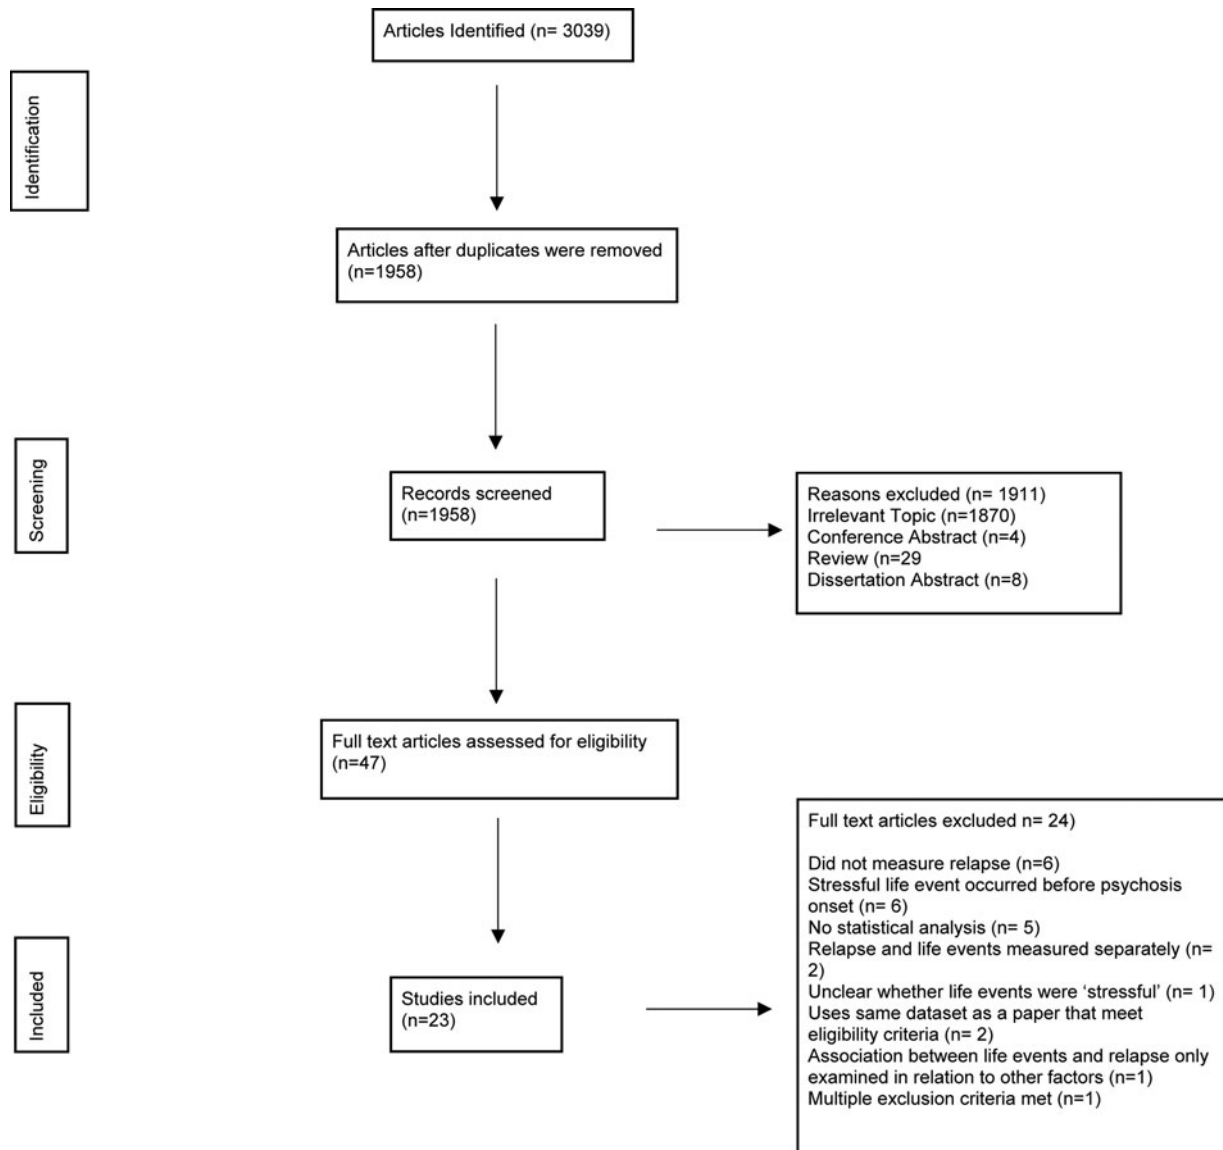 Articles Identified (n= 3039)
Identification
Articles after duplicates were removed
(n=1958)
Screening
Records screened
(n=1958)
Reasons excluded (n= 1911)
Irrelevant Topic (n=1870)
Conference Abstract (n=4)
Review (n=29
Dissertation Abstract (n=8)
Eligibility
Full text articles assessed for eligibility
(n=47)
Included
Studies included
(n=23)
Full text articles excluded n= 24)
Did not measure relapse (n=6)
Stressful life event occurred before psychosis
onset (n= 6)
No statistical analysis (n= 5)
Relapse and life events measured separately (n=
2)
Unclear whether life events were ‘stressful’ (n= 1)
Uses same dataset as a paper that meet
eligibility criteria (n= 2)
Association between life events and relapse only
examined in relation to other factors (n=1)
Multiple exclusion criteria met (n=1)